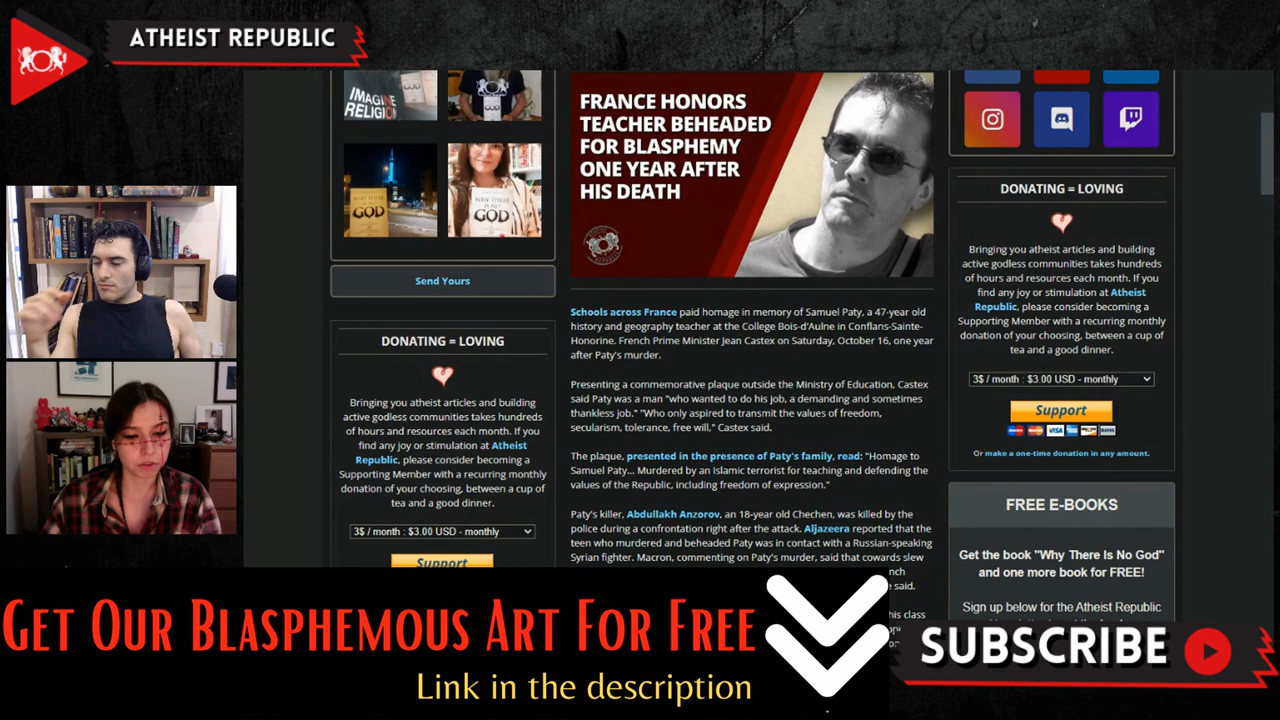 ATHEIST REPUBLIC
IMAGINE
RELIGION
GOD
WHY THERE IS NO
GOD
Send Yours
DONATING = LOVING
Bringing you atheist articles and building
active godless communities takes hundreds
of hours and resources each month. If you
find any joy or stimulation at Atheist
Republic, please consider becoming a
Supporting Member with a recurring monthly
donation of your choosing, between a cup of
tea and a good dinner.
3$ / month : $3.00 USD - monthly
Support
FRANCE HONORS
TEACHER BEHEADED
FOR BLASPHEMY
ONE YEAR AFTER
HIS DEATH
Schools across France paid homage in memory of Samuel Paty, a 47-year old
history and geography teacher at the College Bois-d'Aulne in Conflans-Sainte-
Honorine. French Prime Minister Jean Castex on Saturday, October 16, one year
after Paty's murder.
Presenting a commemorative plaque outside the Ministry of Education, Castex
said Paty was a man "who wanted to do his job, a demanding and sometimes
thankless job." "Who only aspired to transmit the values of freedom,
secularism, tolerance, free will," Castex said.
The plaque, presented in the presence of Paty's family, read: "Homage to
Samuel Paty... Murdered by an Islamic terrorist for teaching and defending the
values of the Republic, including freedom of expression."
Paty's killer, Abdullakh Anzorov, an 18-year old Chechen, was killed by the
police during a confrontation right after the attack. Aljazeera reported that the
teen who murdered and beheaded Paty was in contact with a Russian-speaking
Syrian fighter. Macron, commenting on Paty's murder, said that cowards slew
said.
his class
DONATING = LOVING
Bringing you atheist articles and building
active godless communities takes hundreds
of hours and resources each month. If you
find any joy or stimulation at Atheist
Republic, please consider becoming a
Supporting Member with a recurring monthly
donation of your choosing, between a cup of
tea and a good dinner.
3$ / month : $3.00 USD - monthly
Support
VISA
BANK
Or make a one-time donation in any amount.
FREE E-BOOKS
Get the book "Why There Is No God"
and one more book for FREE!
Sign up below for the Atheist Republic
GET OUR BLASPHEMOUS ART FOR FREE
Link in the description
SUBSCRIBE